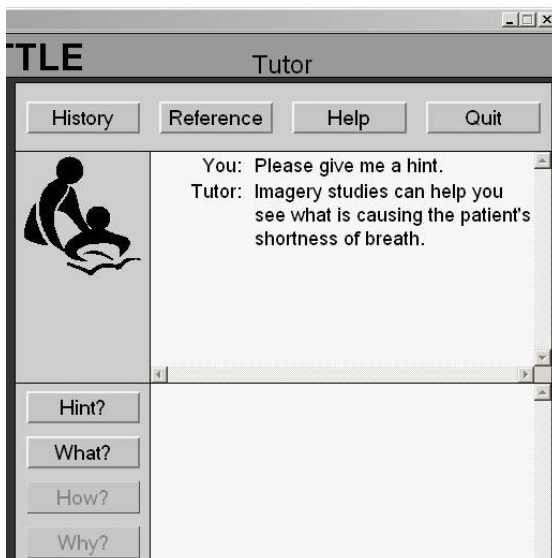 TTLE
Tutor
History Reference Help Quit
You: Please give me a hint.
Tutor: Imagery studies can help you
see what is causing the patient's
shortness of breath.
Hint?
What?
How?
Why?